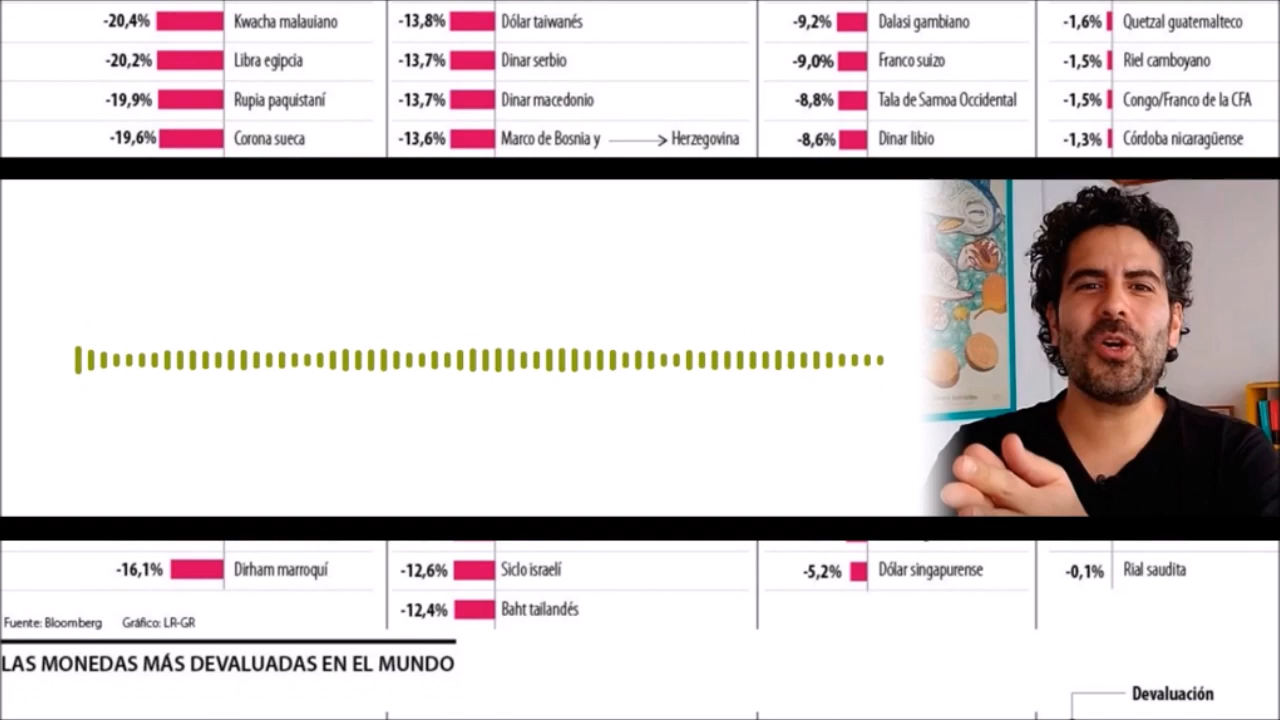 -20,4% Kwacha malauiano -13,8% Dólar taiwanés -9,2% Dalasi gambiano -1,6% Quetzal guatemalteco
-20,2% Libra egipcia -13,7% Dinar serbio -9,0% Franco suizo -1,5% Riel camboyano
-19,9% Rupia paquistaní -13,7% Dinar macedonio -8,8% Tala de Samoa Occidental -1,5% Congo/Franco de la CFA
-19,6% Corona sueca -13,6% Marco de Bosnia y Herzegovina -8,6% Dinar libio -1,3% Córdoba nicaragüense
-16,1% Dirham marroquí -12,6% Siclo israelí -5,2% Dólar singapurense -0,1% Rial saudita
-12,4% Baht tailandés
Fuente: Bloomberg Gráfico: LR-GR
LAS MONEDAS MÁS DEVALUADAS EN EL MUNDO
Devaluación